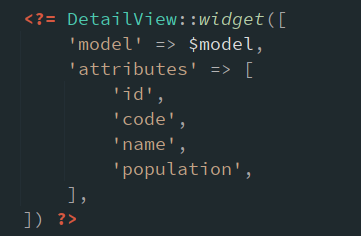 <?= DetailView::widget([
    'model' => $model,
    'attributes' => [
        'id',
        'code',
        'name',
        'population',
    ],
]) ?>